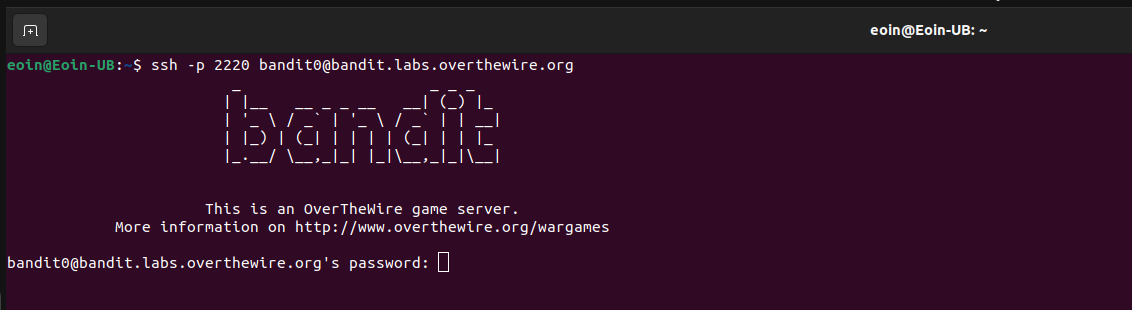 eoin@Eoin-UB: ~
eoin@Eoin-UB:~$ ssh -p 2220 bandit0@bandit.labs.overthewire.org
bandit
This is an OverTheWire game server.
More information on http://www.overthewire.org/wargames
bandit0@bandit.labs.overthewire.org's password: